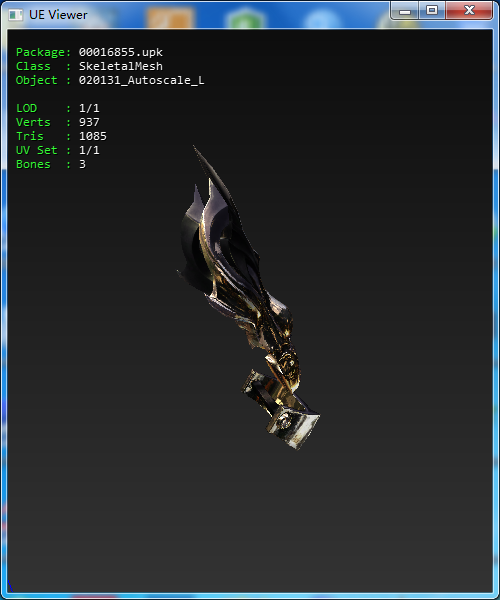 UE Viewer
Package: 00016855.upk
Class : SkeletalMesh
Object : 020131_Autoscale_L
LOD : 1/1
Verts : 937
Tris : 1085
UV Set : 1/1
Bones : 3